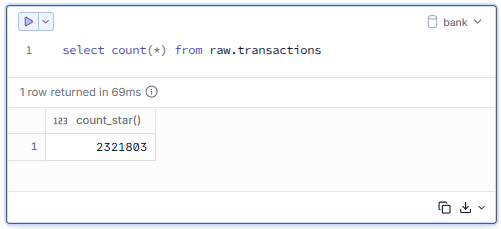 bank
1 select count(*) from raw.transactions
1 row returned in 69ms
123 count_star()
1 2321803